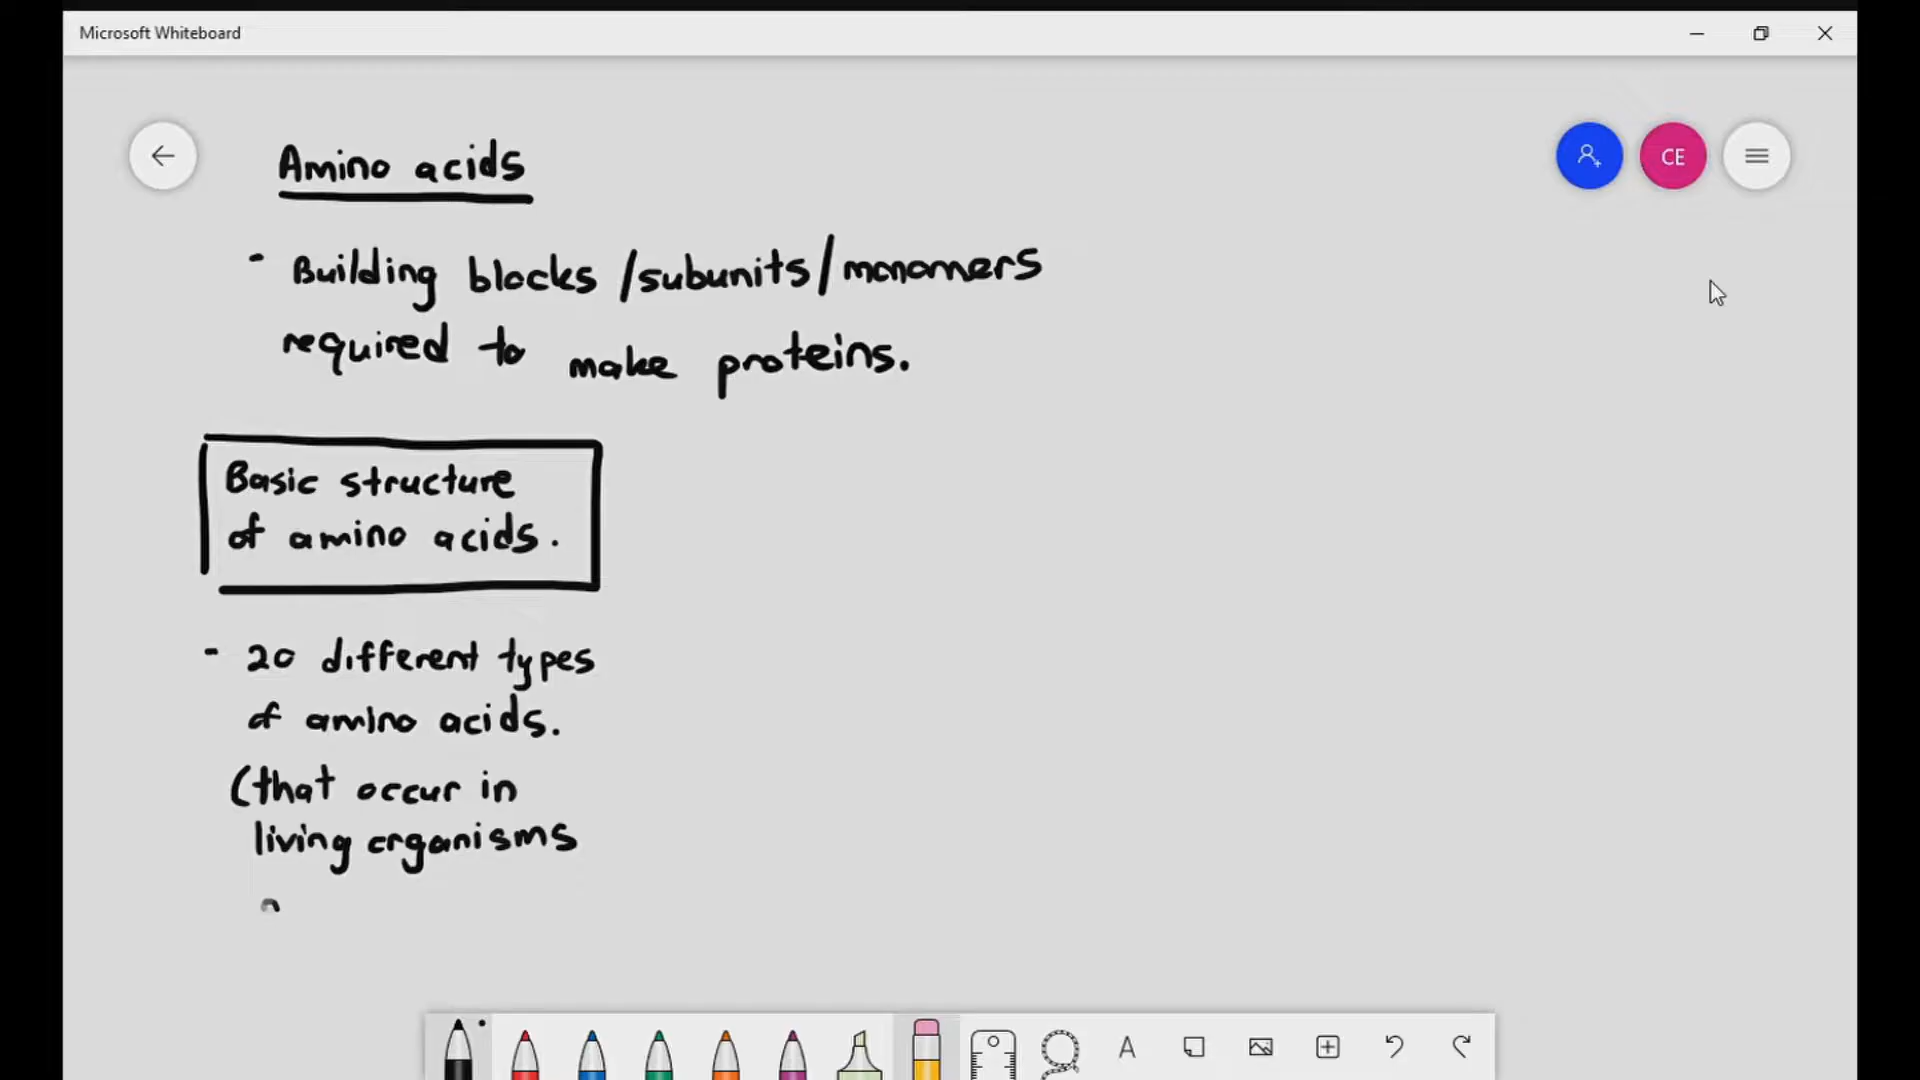 Microsoft Whiteboard
CE
Amino acids
- Building blocks /subunits/monomers
required to make proteins.
Basic structure
of amino acids.
- 20 different types
of amino acids.
(that occur in
living organisms
A